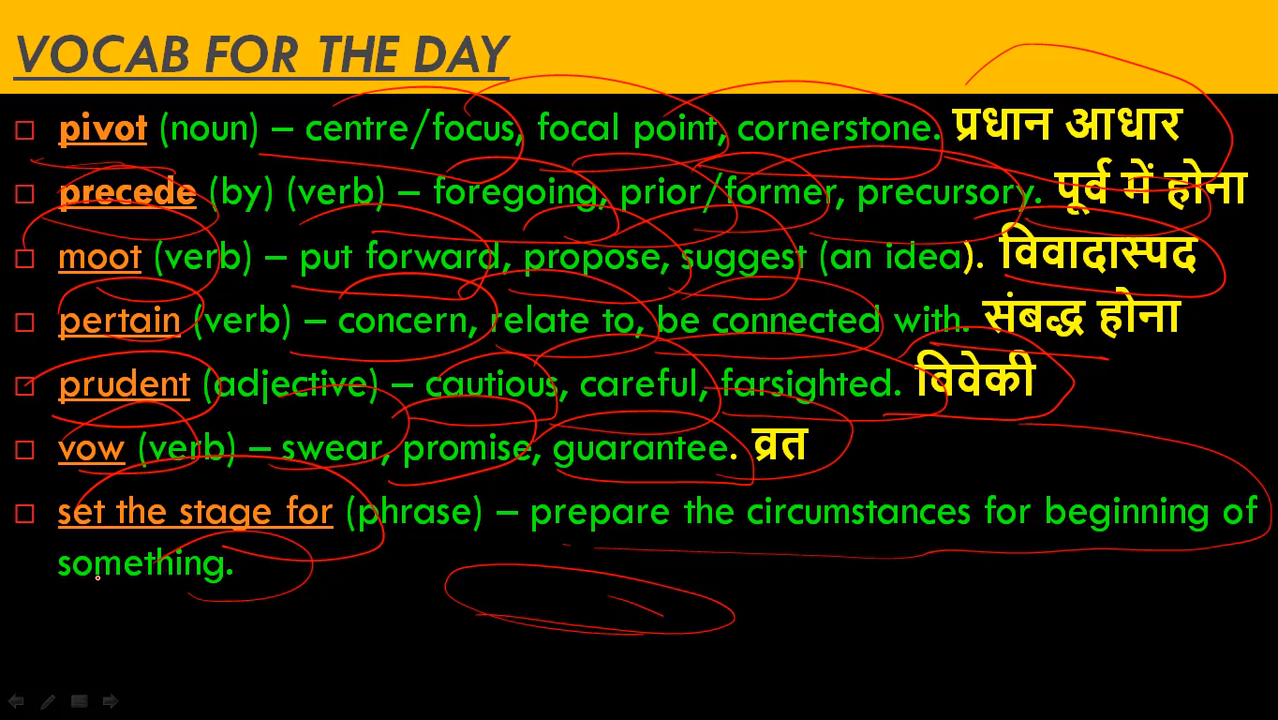 VOCAB FOR THE DAY
pivot (noun) – centre/focus, focal point, cornerstone. प्रधान आधार
precede (by) (verb) – foregoing, prior/former, precursory. पूर्व में होना
moot (verb) – put forward, propose, suggest (an idea). विवादास्पद
pertain (verb) – concern, relate to, be connected with. संबद्ध होना
prudent (adjective) – cautious, careful, farsighted. विवेकी
vow (verb) – swear, promise, guarantee. व्रत
set the stage for (phrase) – prepare the circumstances for beginning of
something.